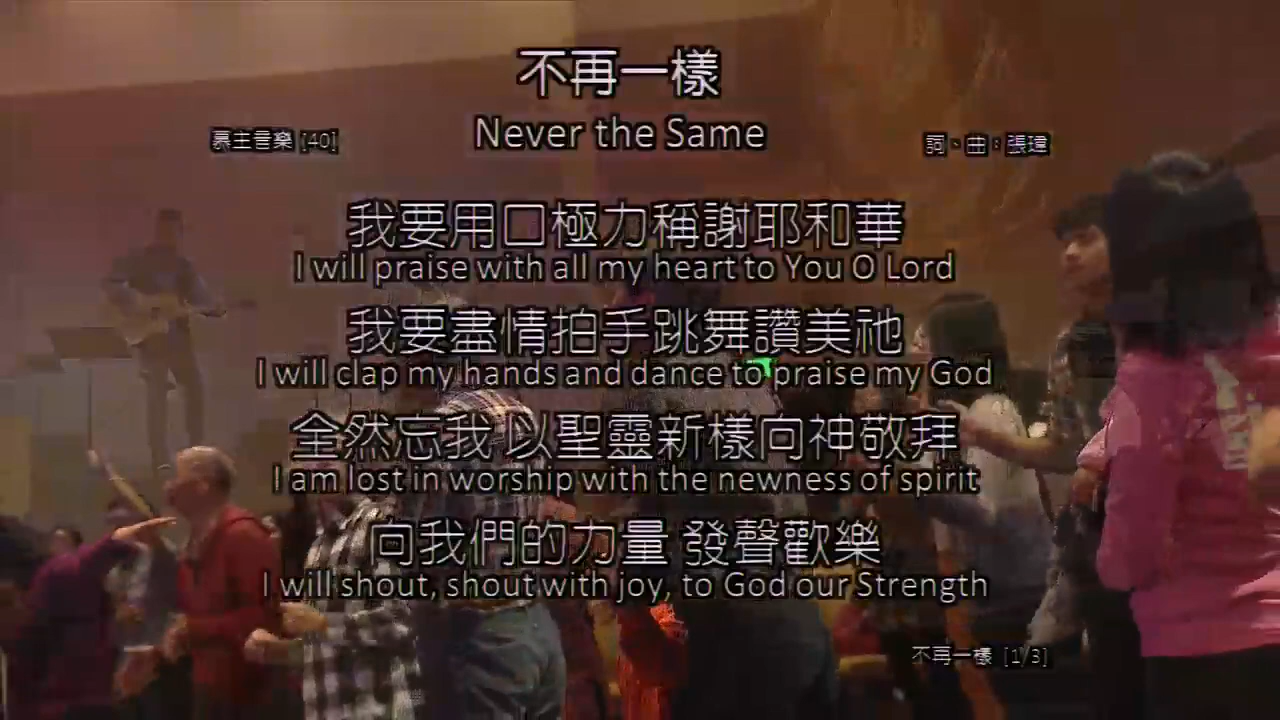 不再一樣
Never the Same
慕主音樂 [40]
詞、曲：張瑋
我要用口極力稱謝耶和華
I will praise with all my heart to You O Lord
我要盡情拍手跳舞讚美祂
I will clap my hands and dance to praise my God
全然忘我 以聖靈新樣向神敬拜
I am lost in worship with the newness of spirit
向我們的力量 發聲歡樂
I will shout, shout with joy, to God our Strength
不再一樣 [1/3]